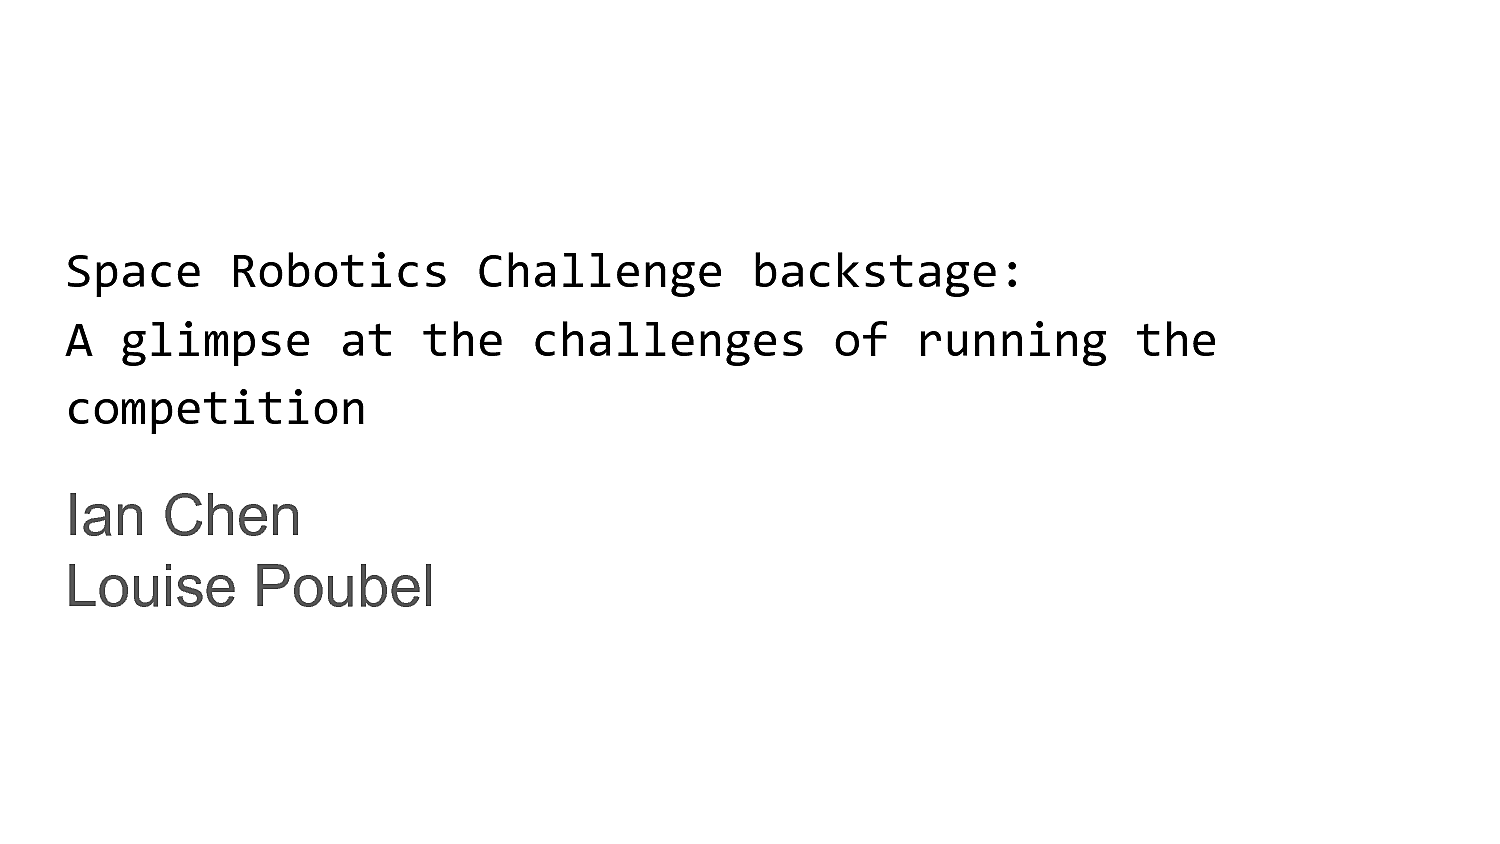 Space Robotics Challenge backstage:
A glimpse at the challenges of running the
competition
Ian Chen
Louise Poubel